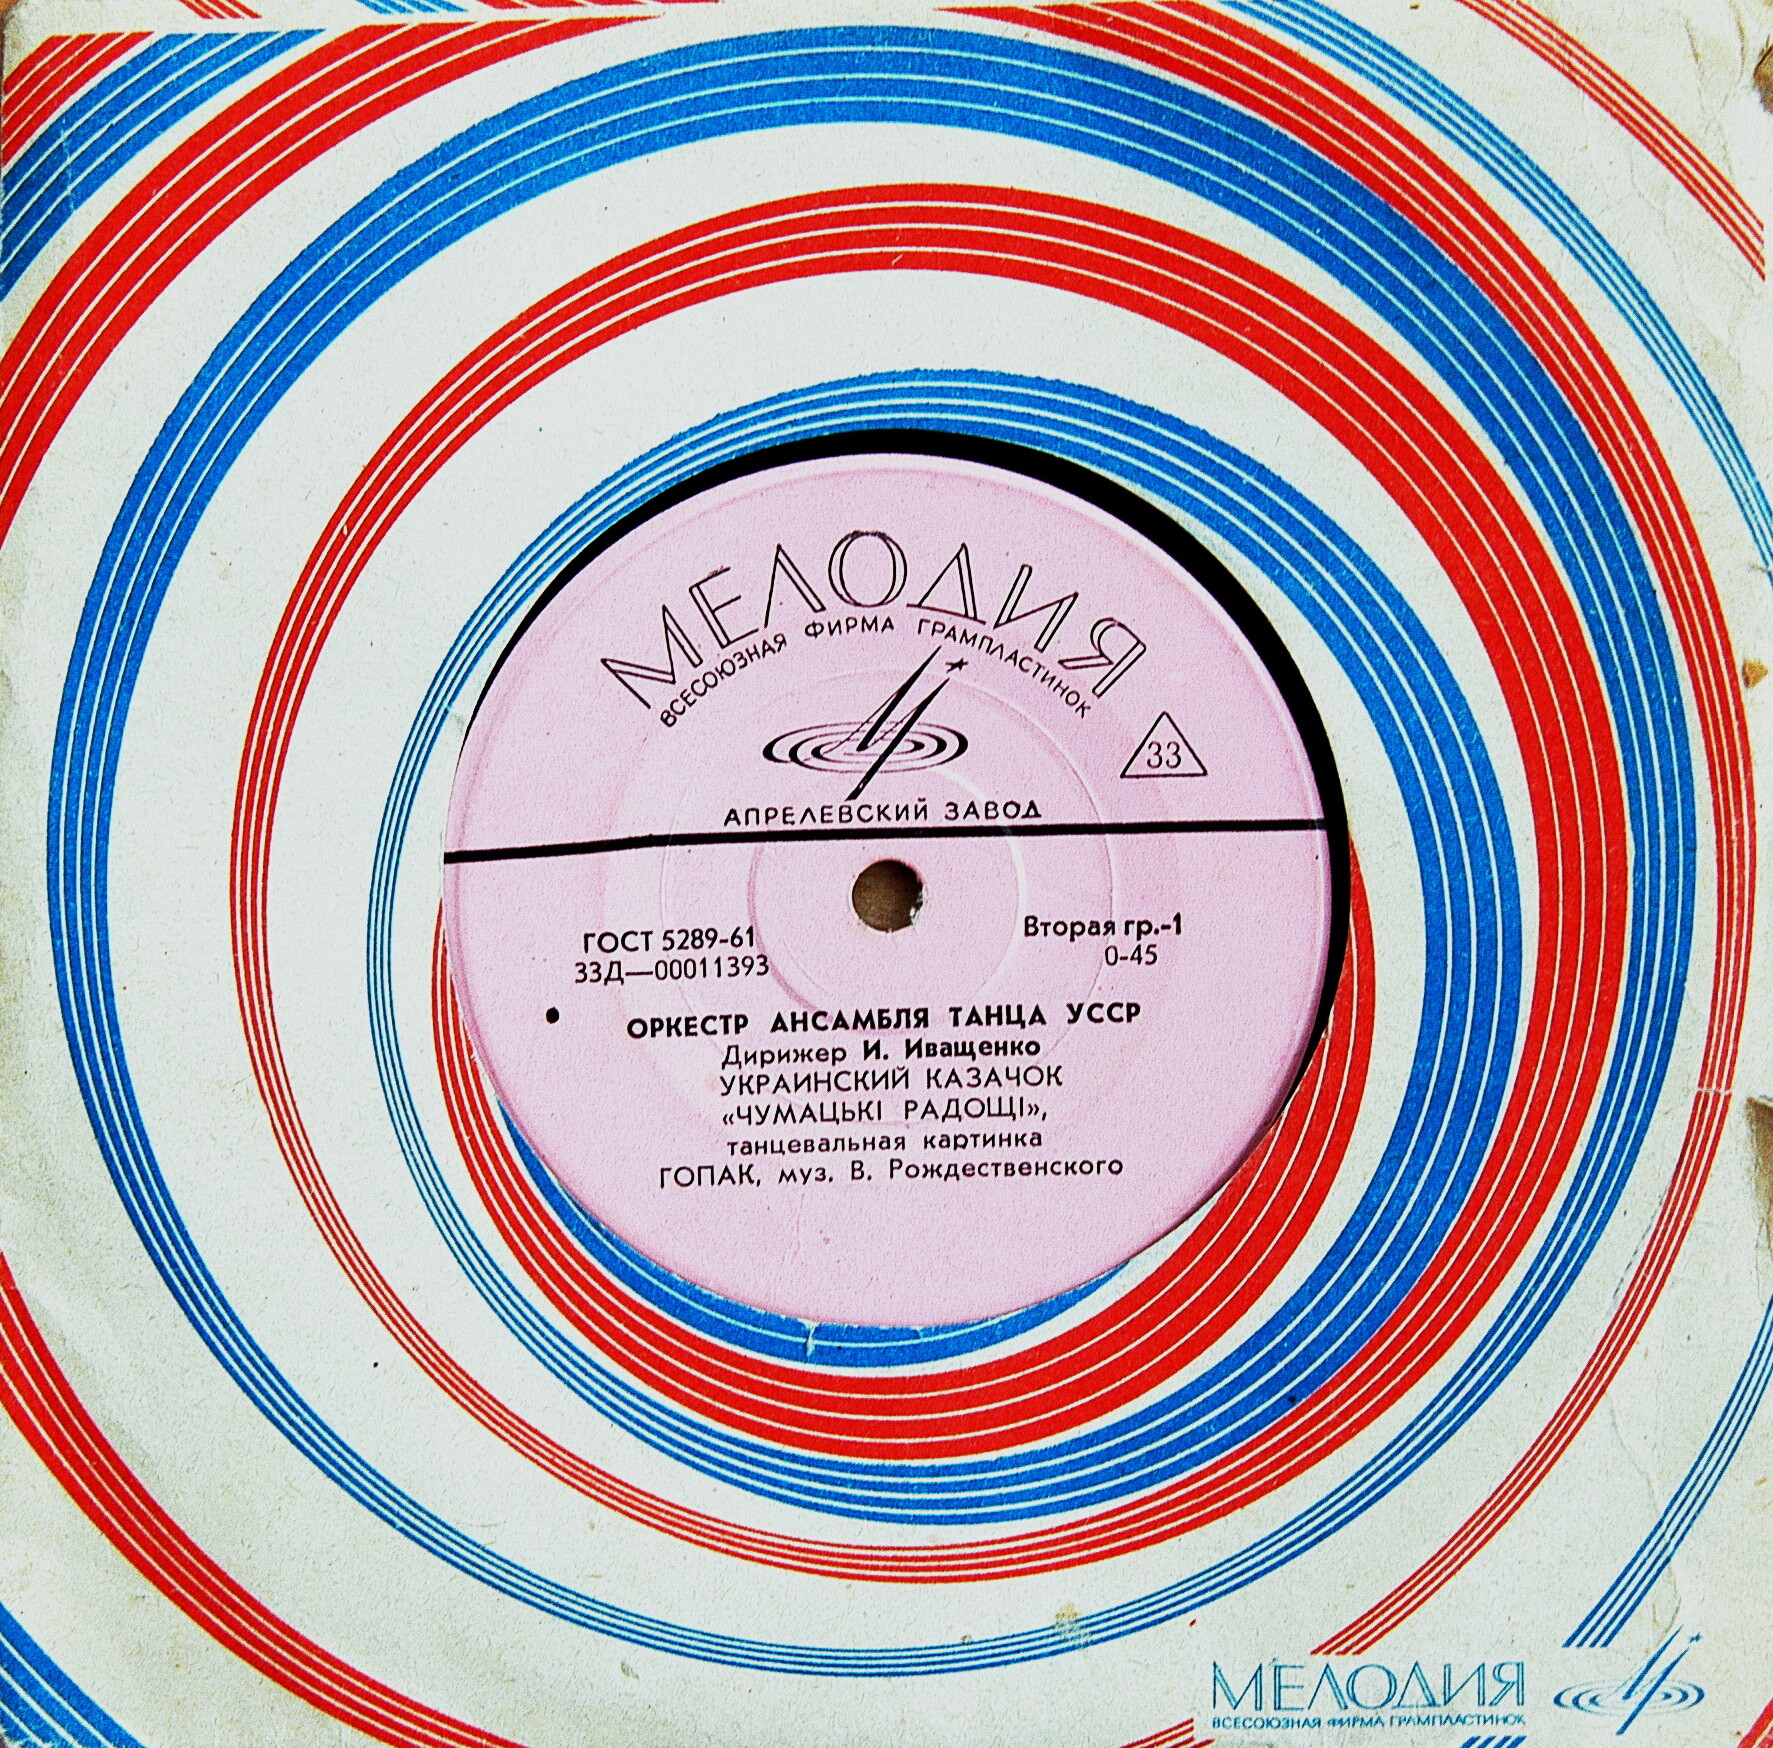 МЕЛОДИЯ
ВСЕСОЮЗНАЯ ФИРМА ГРАМПЛАСТИНОК
33
АПРЕЛЕВСКИЙ ЗАВОД
ГОСТ 5289-61
33Д—00011393
Вторая гр.-1
0-45
ОРКЕСТР АНСАМБЛЯ ТАНЦА УССР
Дирижер И. Иващенко
УКРАИНСКИЙ КАЗАЧОК
«ЧУМАЦЬКІ РАДОЩІ»,
танцевальная картинка
ГОПАК, муз. В. Рождественского
МЕЛОДИЯ
ВСЕСОЮЗНАЯ ФИРМА ГРАМПЛАСТИНОК